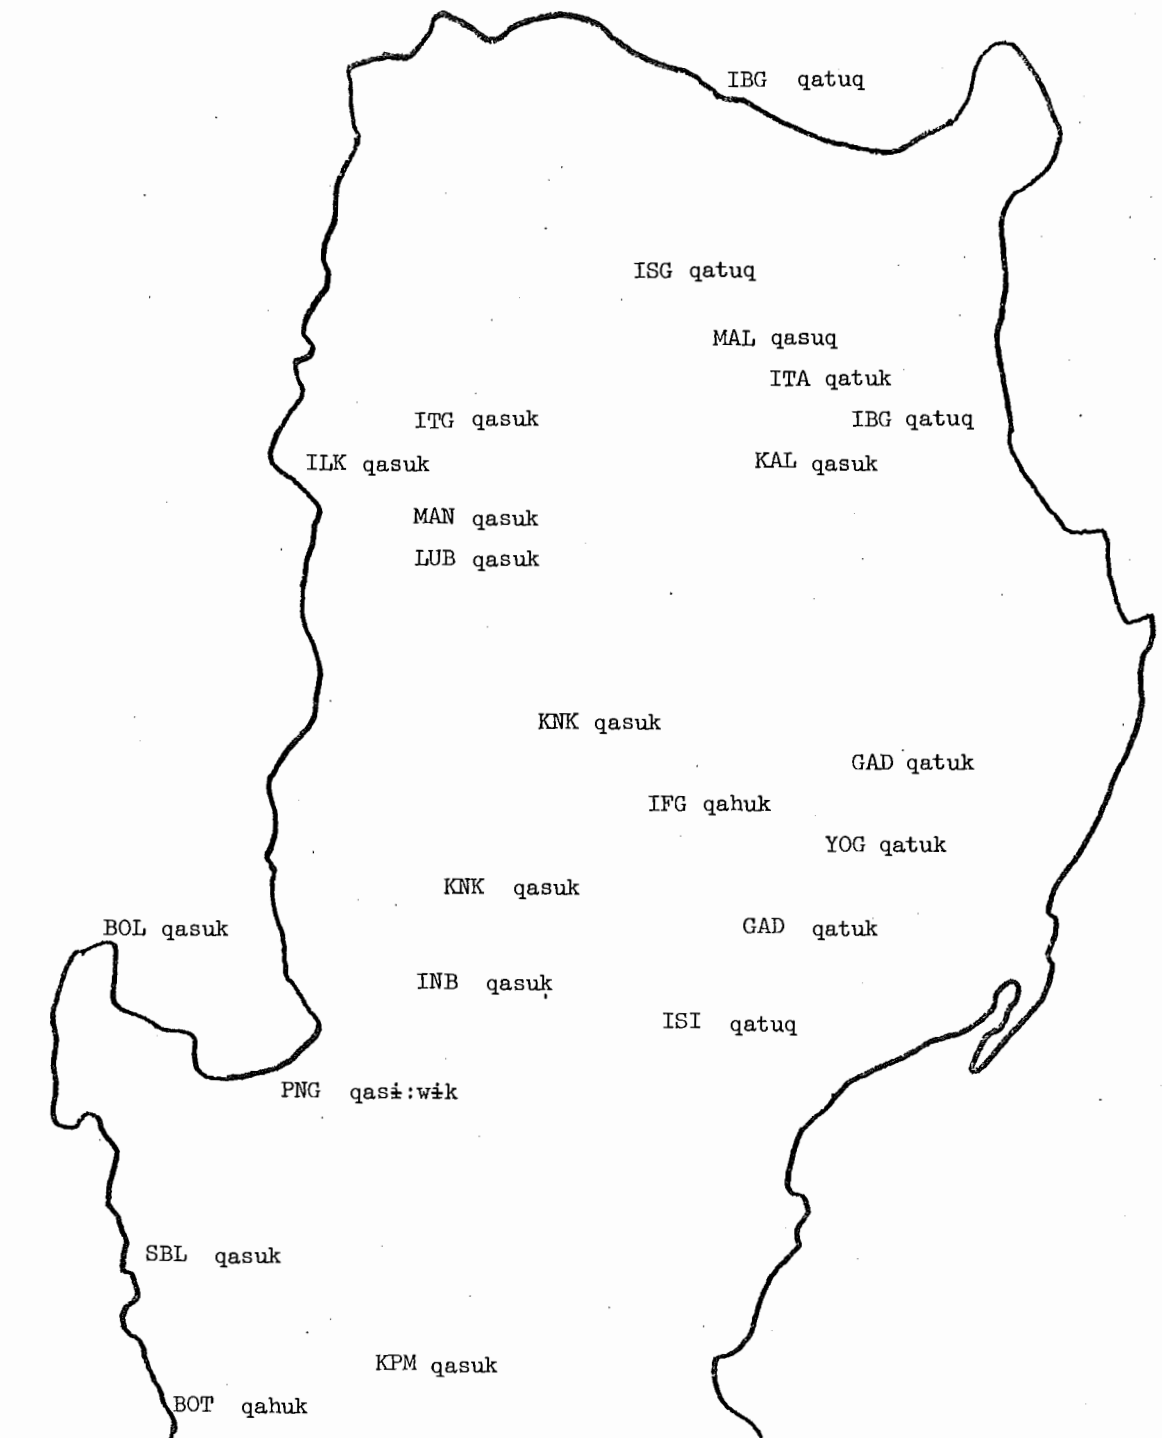 IBG qatuq
ISG qatuq
MAL qasuq
ITA qatuk
ITG qasuk
IBG qatuq
ILK qasuk
KAL qasuk
MAN qasuk
LUB qasuk
KNK qasuk
GAD qatuk
IFG qahuk
YOG qatuk
KNK qasuk
BOL qasuk
GAD qatuk
INB qasuk
ISI qatuq
PNG qasɨ:wɨk
SBL qasuk
KPM qasuk
BOT qahuk